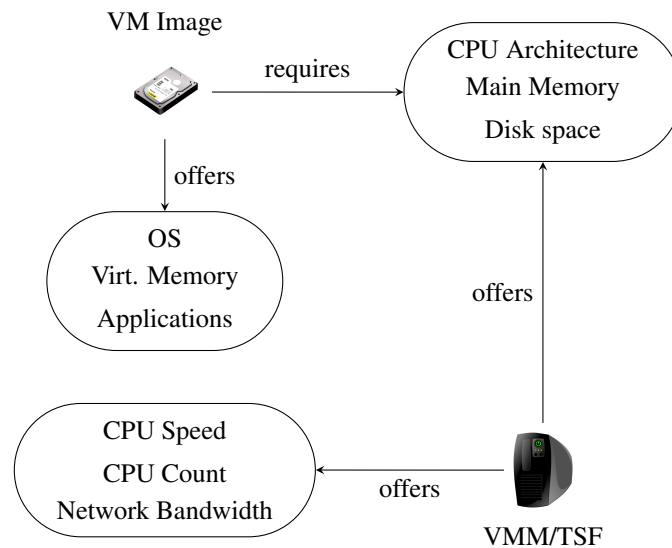 VM Image
requires
CPU Architecture
Main Memory
Disk space
offers
OS
Virt. Memory
Applications
offers
CPU Speed
CPU Count
Network Bandwidth
offers
VMM/TSF